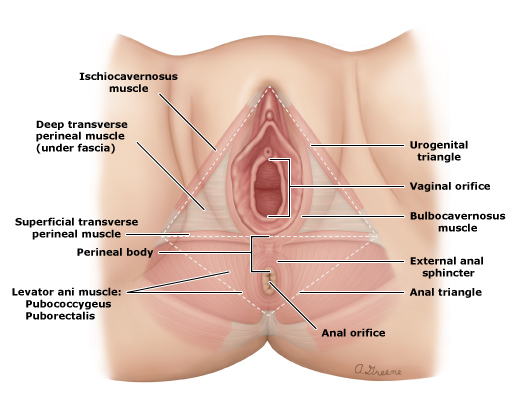 Ischiocavernosus
muscle
Deep transverse
perineal muscle
(under fascia)
Superficial transverse
perineal muscle
Perineal body
Levator ani muscle:
Pubococcygeus
Puborectalis
Urogenital
triangle
Vaginal orifice
Bulbocavernosus
muscle
External anal
sphincter
Anal triangle
Anal orifice
A. Greene